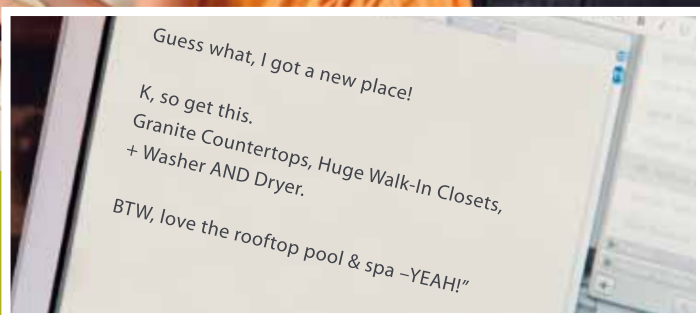 Guess what, I got a new place!
K, so get this.
Granite Countertops, Huge Walk-In Closets,
+ Washer AND Dryer.
BTW, love the rooftop pool & spa –YEAH!”